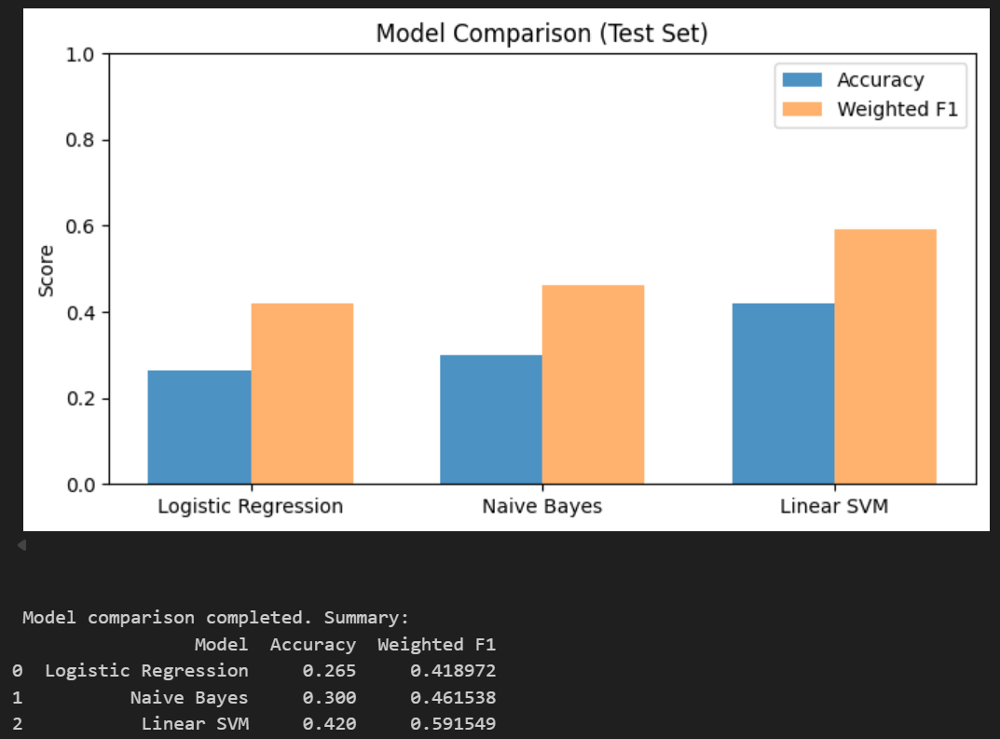 Model Comparison (Test Set)
1.0
0.8
0.6
0.4
0.2
0.0
Score
Accuracy
Weighted F1
Logistic Regression
Naive Bayes
Linear SVM
Model comparison completed. Summary:
Model Accuracy Weighted F1
0 Logistic Regression 0.265 0.418972
1 Naive Bayes 0.300 0.461538
2 Linear SVM 0.420 0.591549